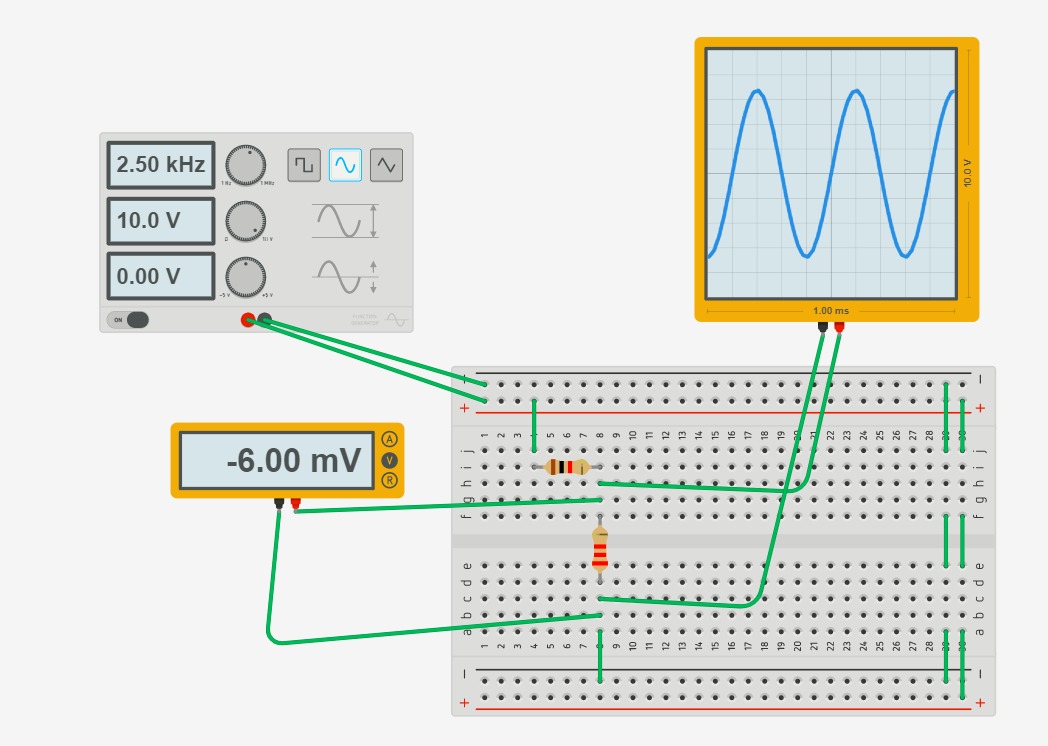 2.50 kHz
1 Hz
1 MHz
10.0 V
0
10 V
0.00 V
-5 V
+5 V
ON
FUNCTION
GENERATOR
10.0 V
1.00 ms
-6.00 mV
A
V
R
−
−
+
+
1 2 3 4 5 6 7 8 9 10 11 12 13 14 15 16 17 18 19 20 21 22 23 24 25 26 27 28 29 30
j
j
i
i
h
h
g
g
f
f
e
e
d
d
c
c
b
b
a
a
1 2 3 4 5 6 7 8 9 10 11 12 13 14 15 16 17 18 19 20 21 22 23 24 25 26 27 28 29 30
−
−
+
+